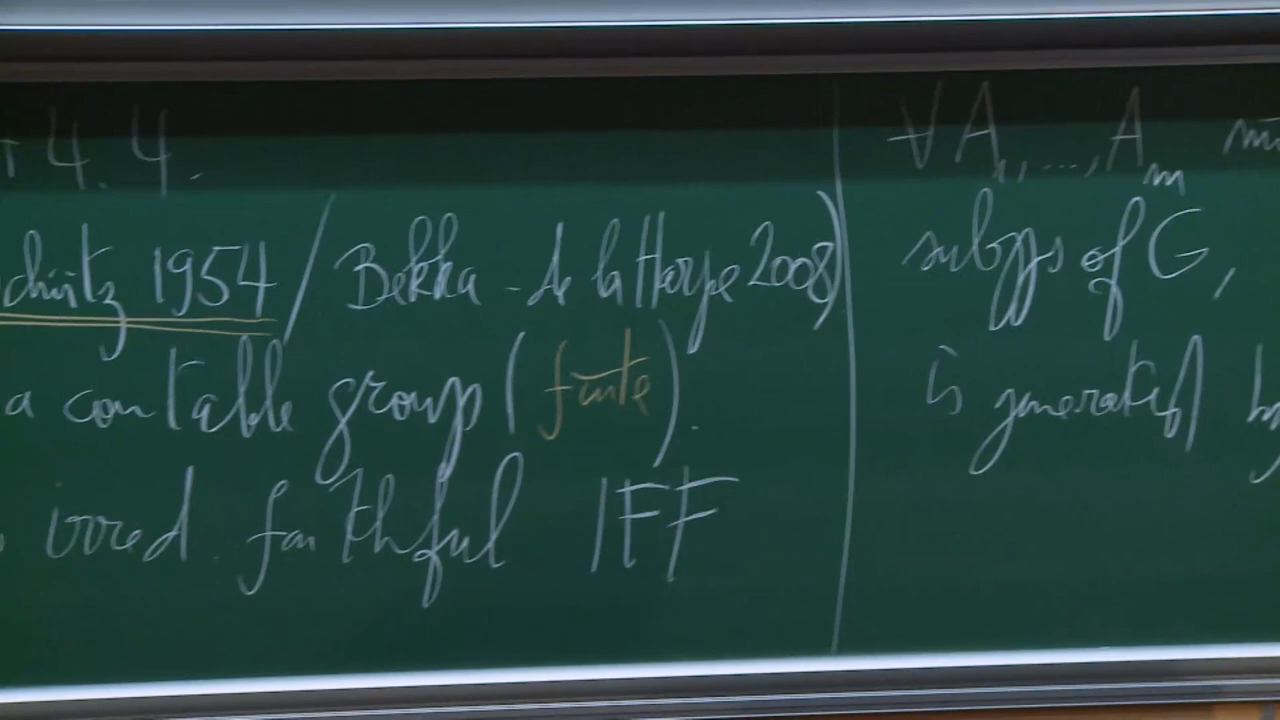 4.4.
chütz 1954 / Bekka - de la Harpe 2008)
a countable group (finite).
irred. faithful IFF
∀ A₁, ..., Aₘ
subgps of G,
is generated